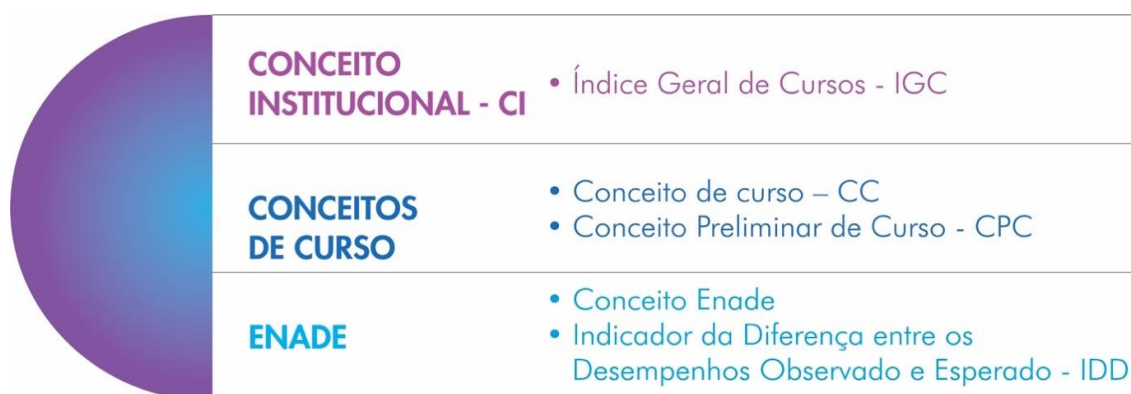 CONCEITO
INSTITUCIONAL - CI
• Índice Geral de Cursos - IGC
CONCEITOS
DE CURSO
• Conceito de curso – CC
• Conceito Preliminar de Curso - CPC
ENADE
• Conceito Enade
• Indicador da Diferença entre os
Desempenhos Observado e Esperado - IDD